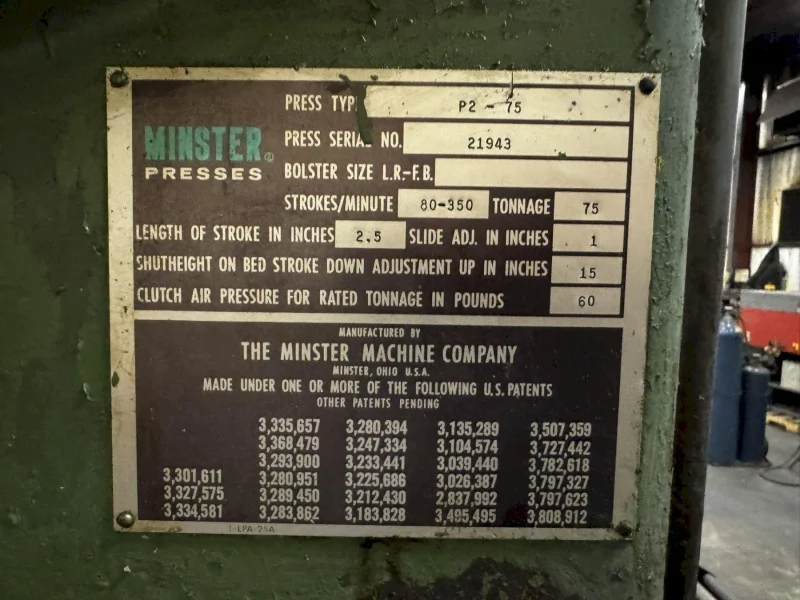 MINSTER®
PRESSES
PRESS TYPE P2 - 75
PRESS SERIAL NO. 21943
BOLSTER SIZE L.R.-F.B.
STROKES/MINUTE 80-350 TONNAGE 75
LENGTH OF STROKE IN INCHES 2.5 SLIDE ADJ. IN INCHES 1
SHUTHEIGHT ON BED STROKE DOWN ADJUSTMENT UP IN INCHES 15
CLUTCH AIR PRESSURE FOR RATED TONNAGE IN POUNDS 60
MANUFACTURED BY
THE MINSTER MACHINE COMPANY
MINSTER, OHIO U.S.A.
MADE UNDER ONE OR MORE OF THE FOLLOWING U.S. PATENTS
OTHER PATENTS PENDING
3,335,657 3,280,394 3,135,289 3,507,359
3,368,479 3,247,334 3,104,574 3,727,442
3,293,900 3,233,441 3,039,440 3,782,618
3,301,611 3,280,951 3,225,686 3,026,387 3,797,327
3,327,575 3,289,450 3,212,430 2,837,992 3,797,623
3,334,581 3,283,862 3,183,828 3,495,495 3,808,912
1-LPA-25A